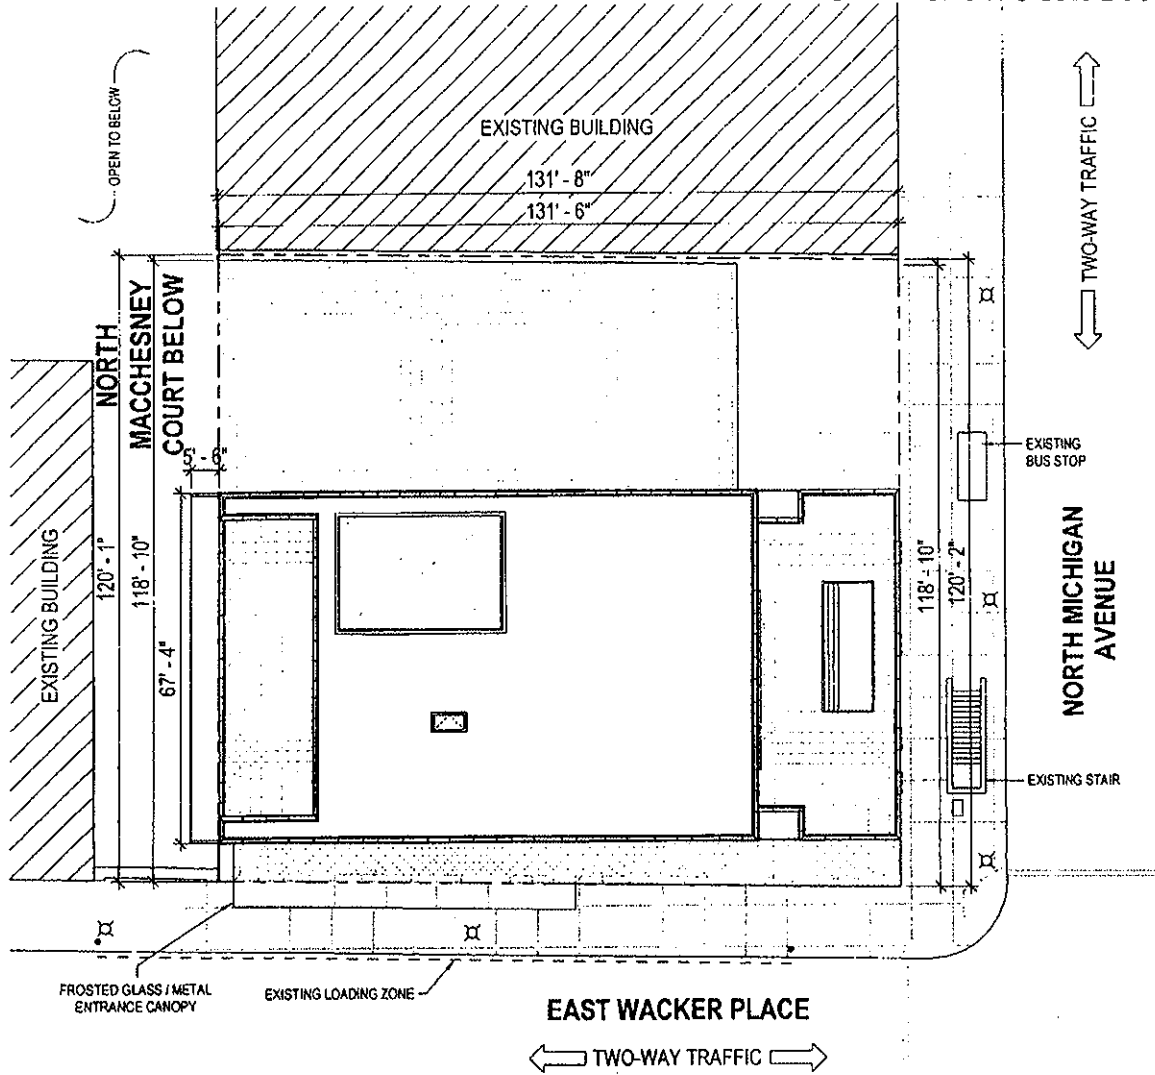 OPEN TO BELOW
EXISTING BUILDING
131' - 8"
131' - 6"
TWO-WAY TRAFFIC
NORTH
MACCHESNEY
COURT BELOW
5' - 6"
EXISTING
BUS STOP
EXISTING BUILDING
120' - 1"
118' - 10"
67' - 4"
118' - 10"
120' - 2"
NORTH MICHIGAN
AVENUE
EXISTING STAIR
FROSTED GLASS / METAL
ENTRANCE CANOPY
EXISTING LOADING ZONE
EAST WACKER PLACE
TWO-WAY TRAFFIC